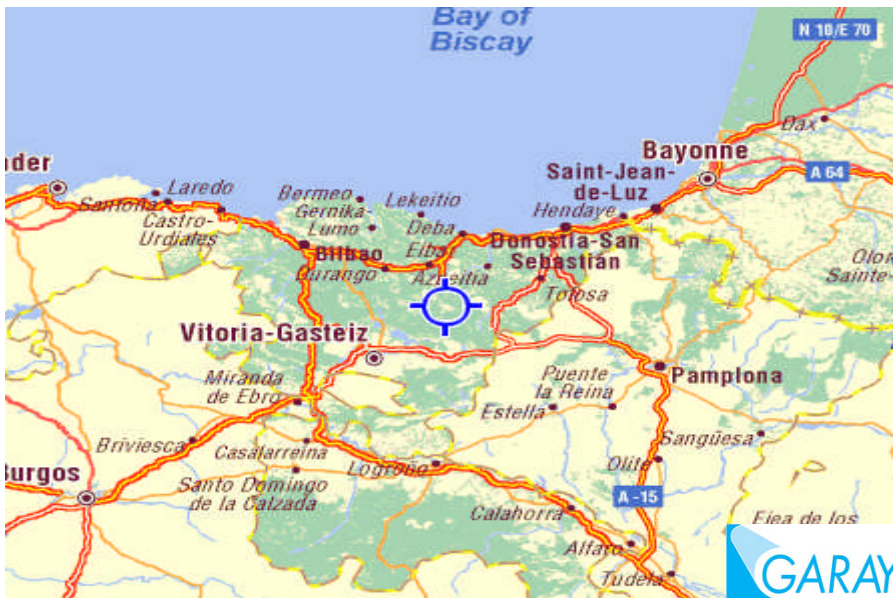 Bay of
Biscay
N 10/E 70
Dax
Bayonne
A 64
Saint-Jean-
de-Luz
Hendaye
nder
Laredo
Santoña
Castro-
Urdiales
Bermeo
Gernika-
Lumo
Lekeitio
Deba
Bilbao
Eiba
Durango
Azpeitia
Donostia-San
Sebastián
Tolosa
Olor
Sainte-
Vitoria-Gasteiz
Miranda
de Ebro
Puente
la Reina
Pamplona
Estella
Sangüesa
Briviesca
Casalarreina
Logroño
Olite
Burgos
Santo Domingo
de la Calzada
A -15
Calahorra
Ejea de los
Alfaro
Tudela
GARAY